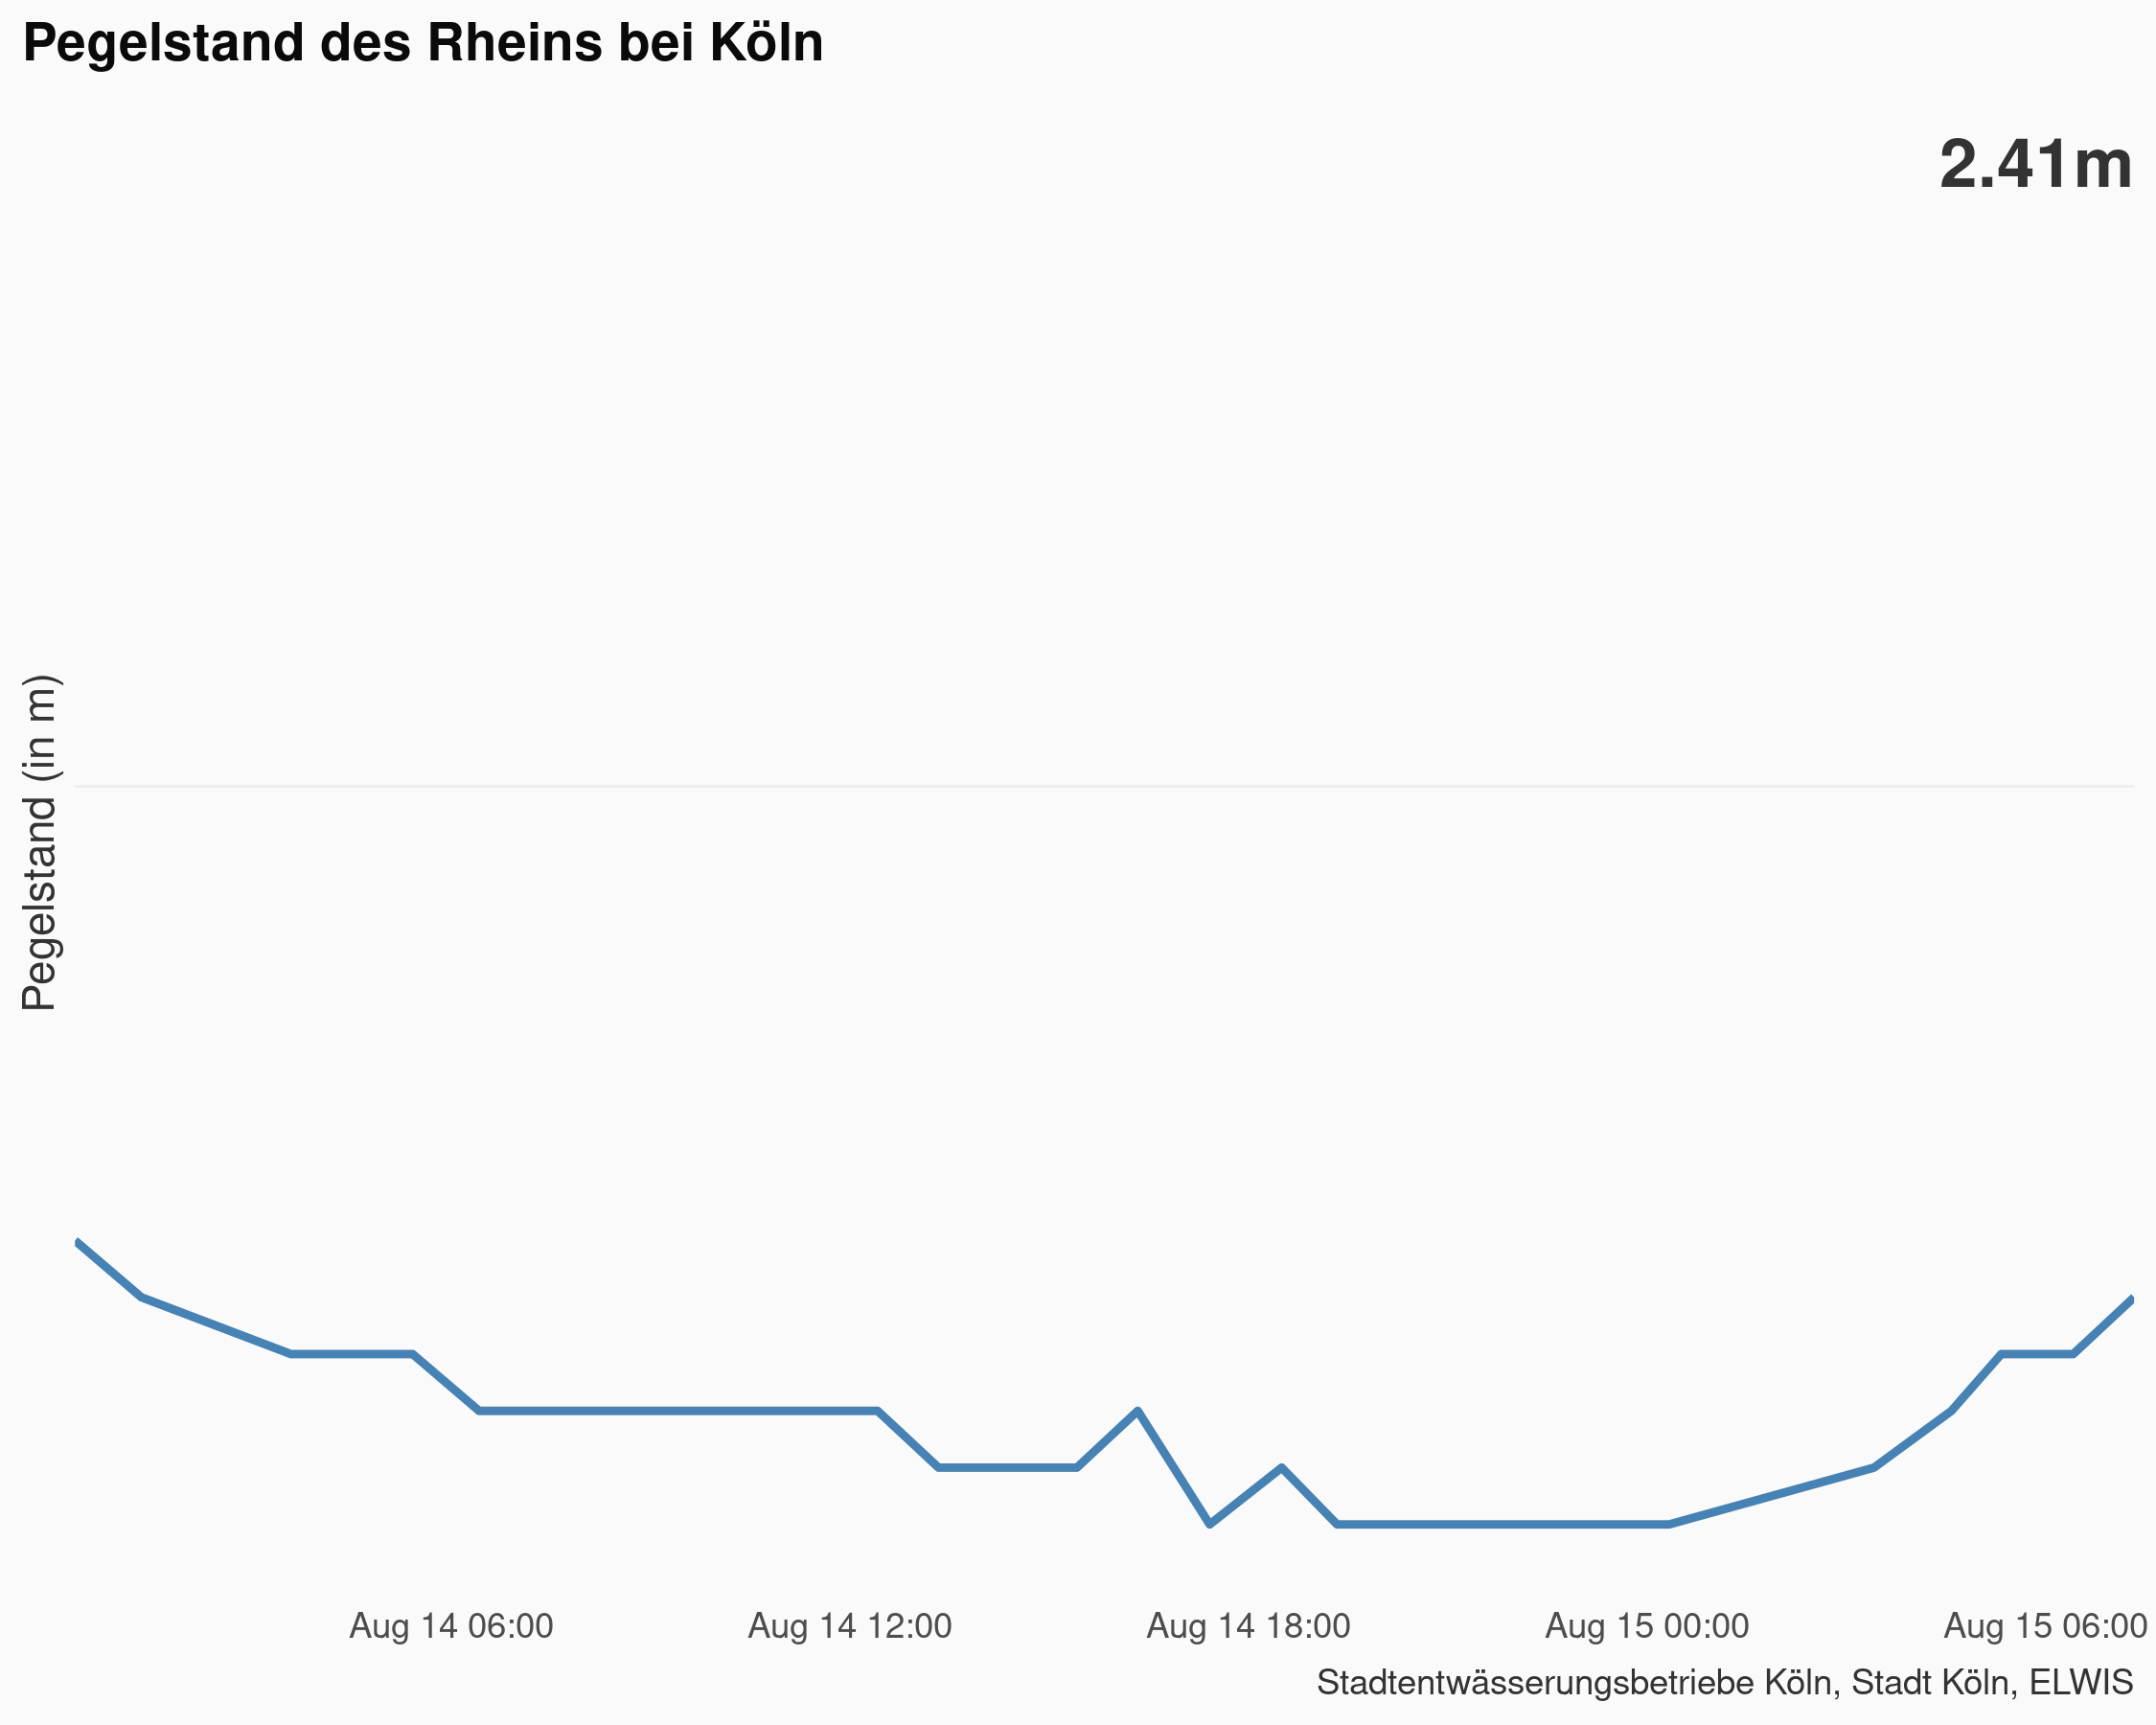 Pegelstand des Rheins bei Köln
2.41m
Pegelstand (in m)
Aug 14 06:00
Aug 14 12:00
Aug 14 18:00
Aug 15 00:00
Aug 15 06:00
Stadtentwässerungsbetriebe Köln, Stadt Köln, ELWIS